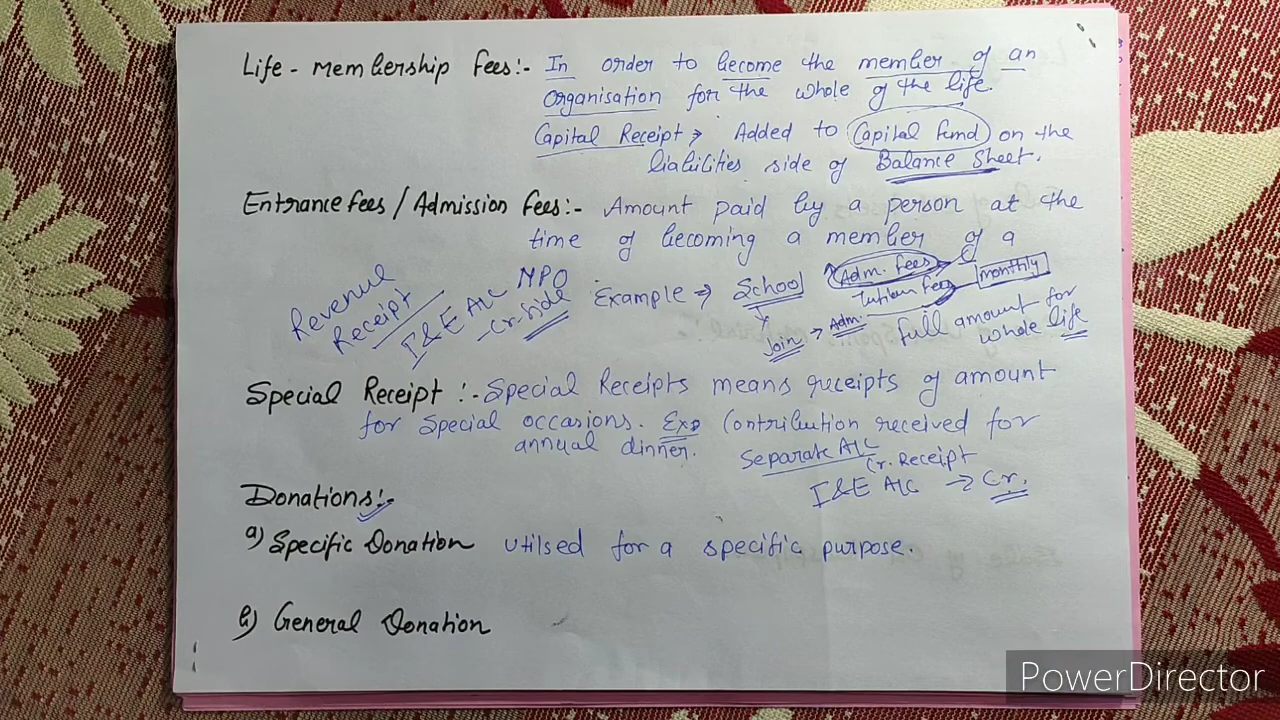 Life - Membership Fees:- In order to become the member of an
Organisation for the whole of the life.
Capital Receipt → Added to Capital Fund on the
liabilities side of Balance Sheet.
Entrance fees / Admission fees:- Amount paid by a person at the
time of becoming a member of a
NPO Example → School Adm. Fees
Tution Fees monthly
Revenue
Receipt
I&E A/C
- Cr. Side
Join → Adm. full amount for
whole life
Special Receipt :- Special Receipts means receipts of amount
for Special occasions. Ex→ Contribution received for
annual dinner.
Separate A/C
Cr. Receipt
I&E A/C → Cr.
Donations:-
a) Specific Donation utilsed for a specific purpose.
b) General Donation
PowerDirector